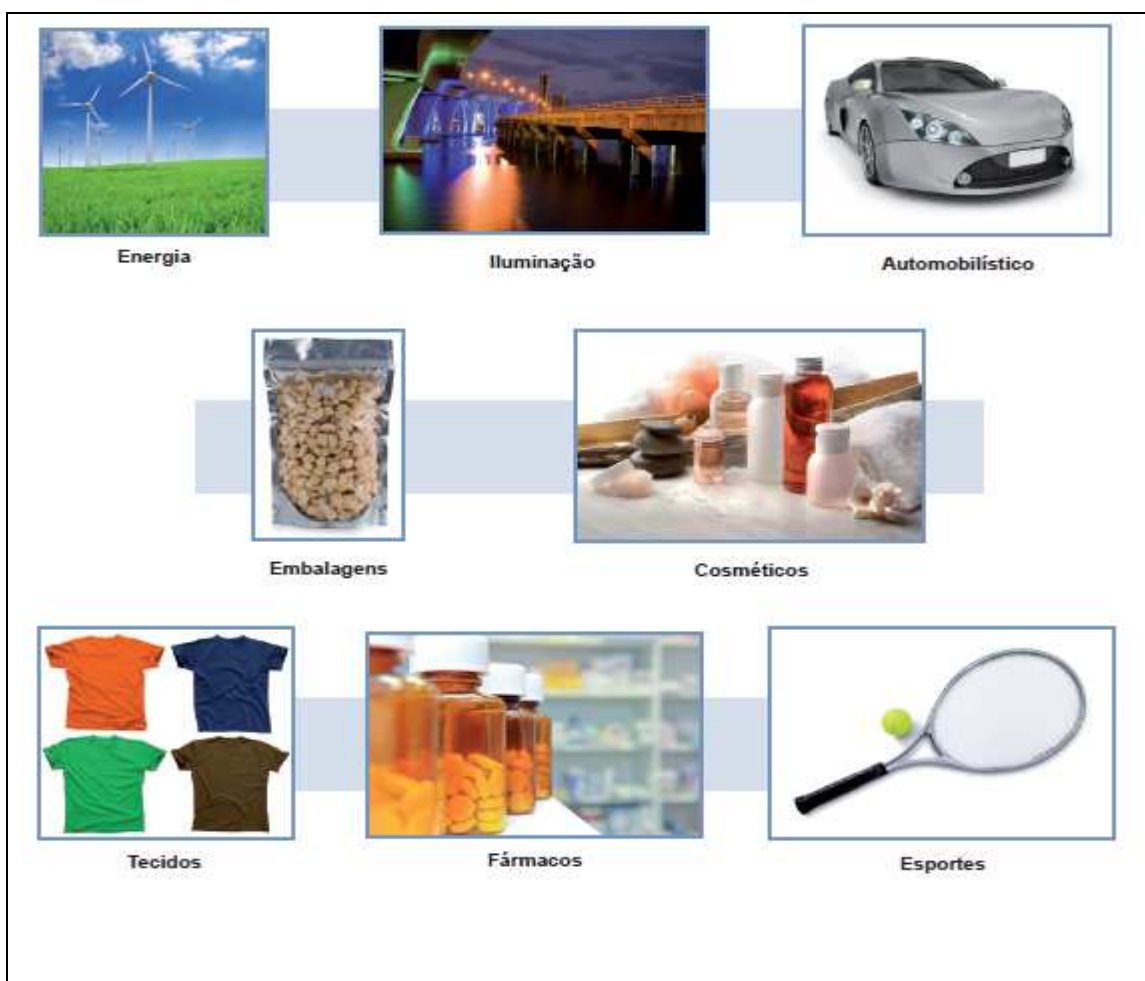 Energia
Iluminação
Automobilístico
Embalagens
Cosméticos
Tecidos
Fármacos
Esportes